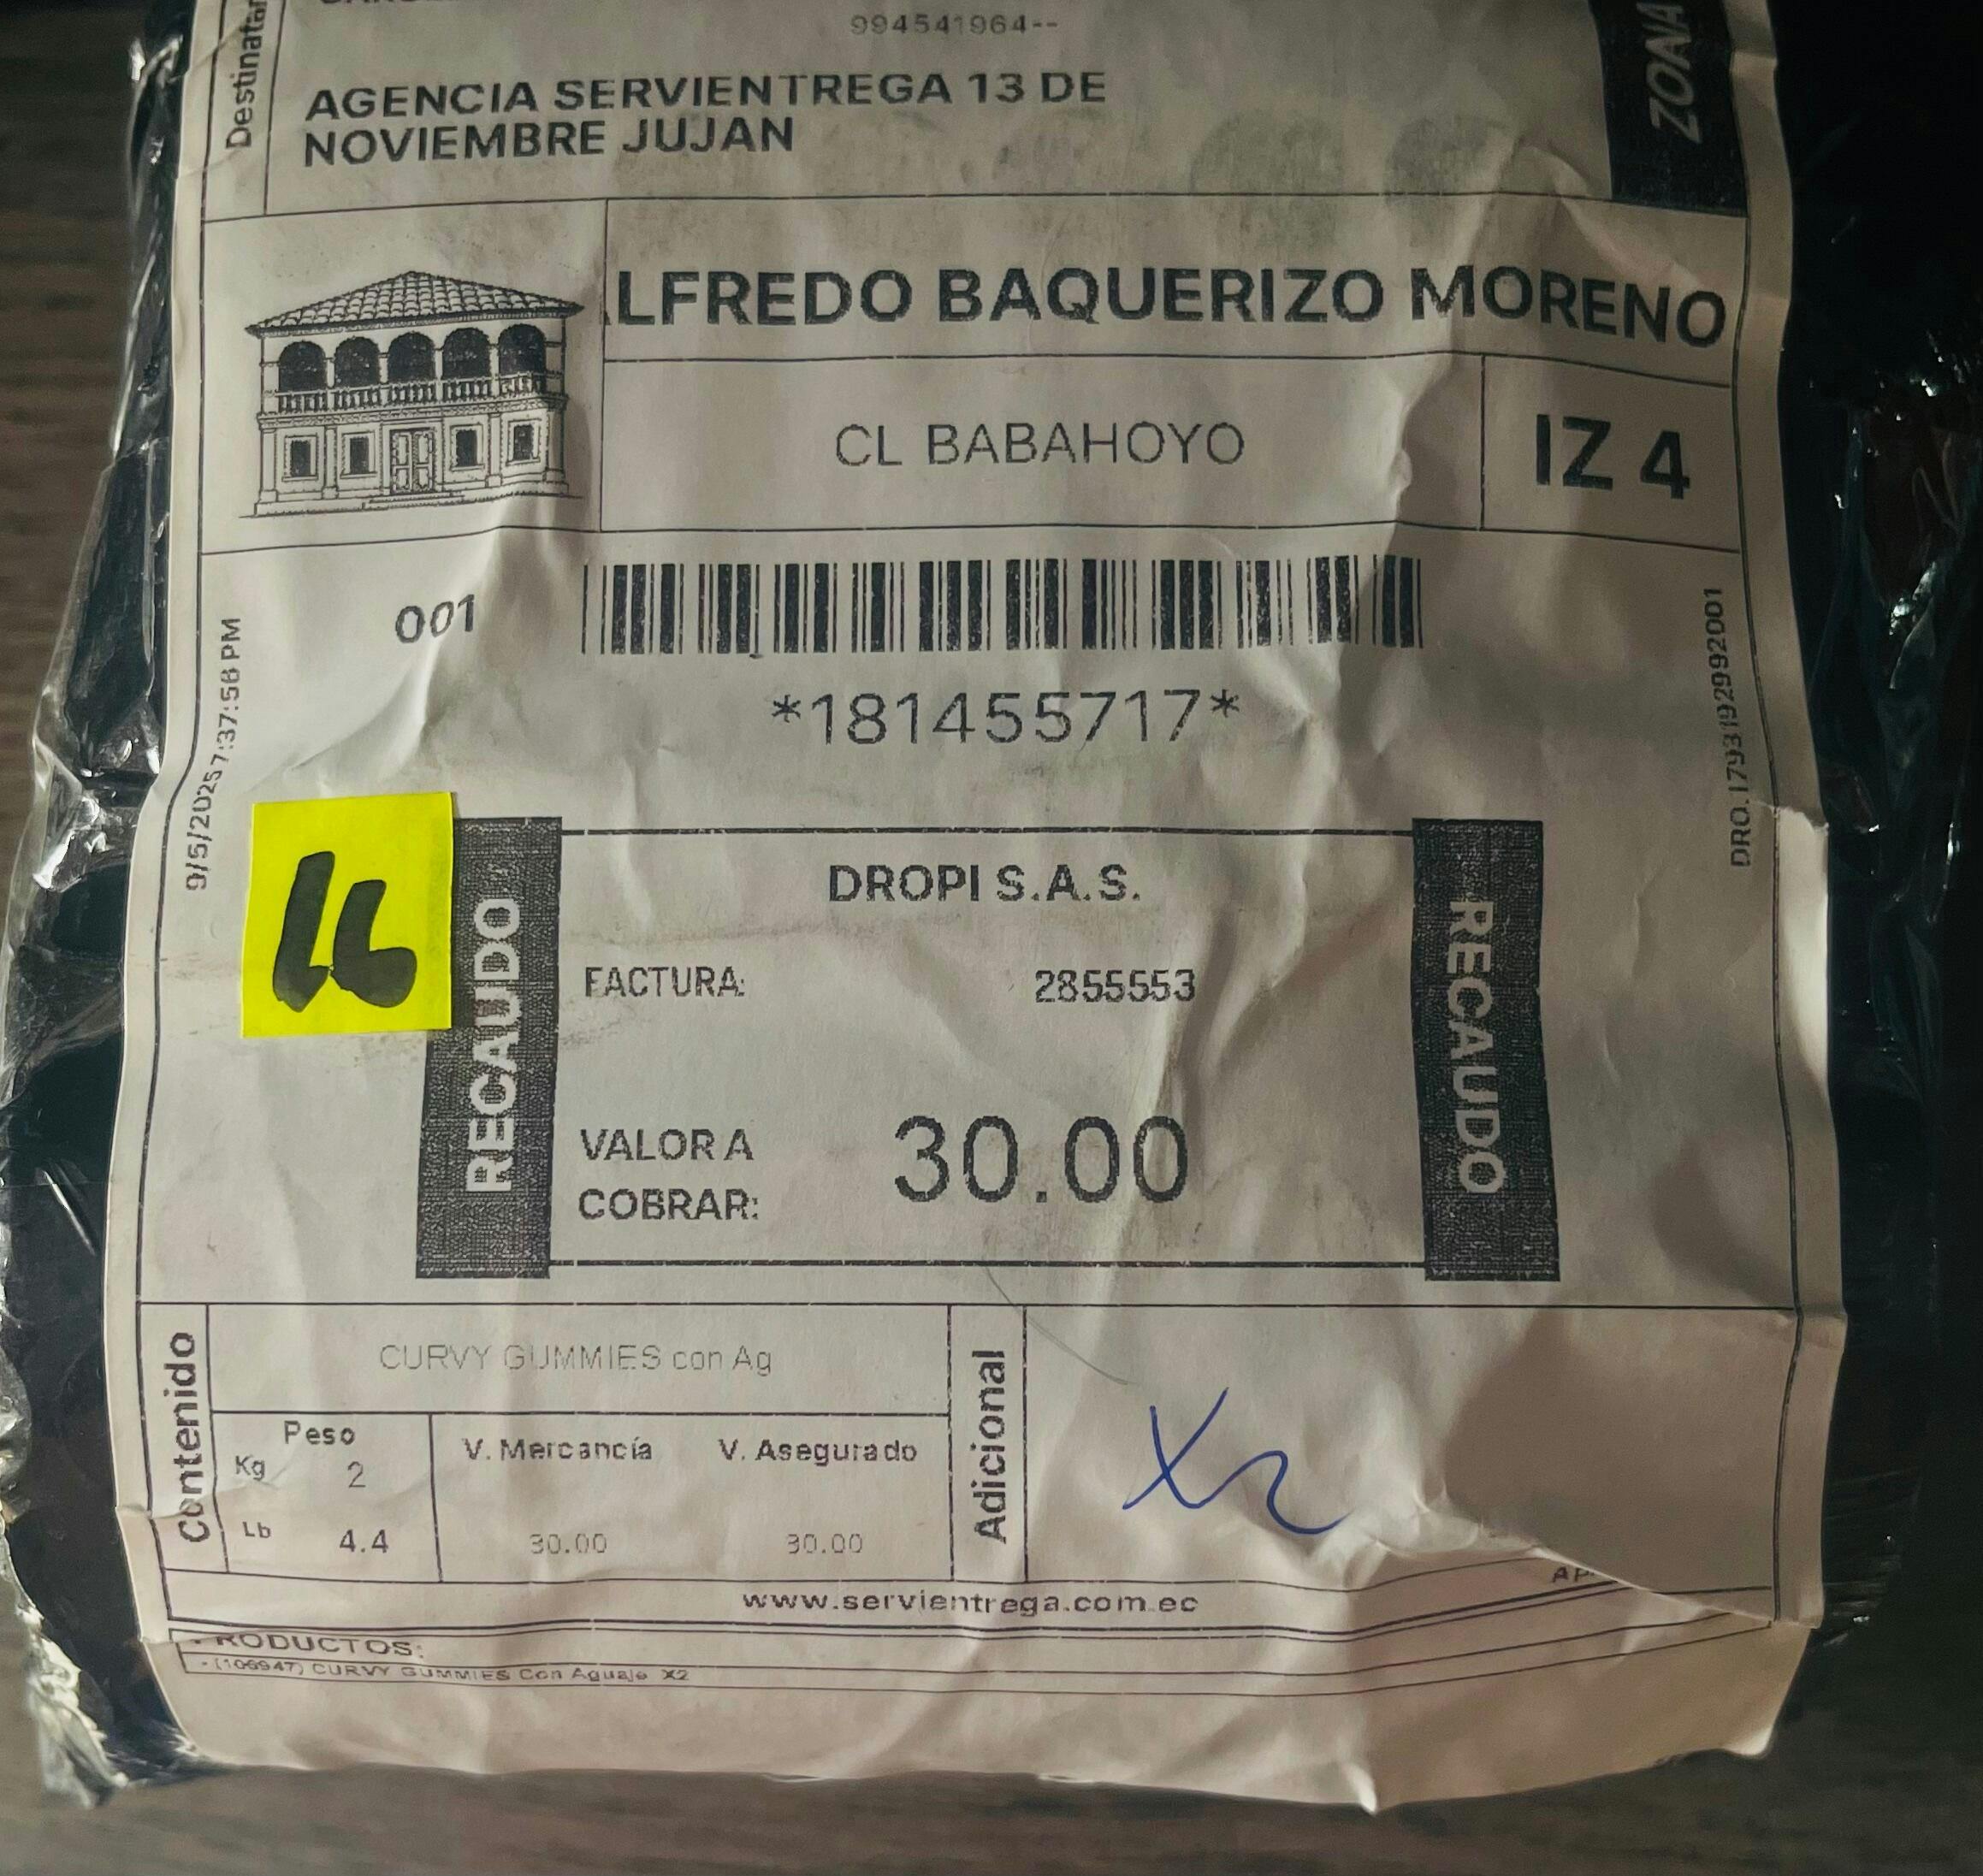 994541964--
Destinatar
AGENCIA SERVIENTREGA 13 DE
NOVIEMBRE JUJAN
ZONA
LFREDO BAQUERIZO MORENO
CL BABAHOYO
IZ 4
001
*181455717*
9/5/2025 7:37:58 PM
DRO.1793192992001
16
RECAUDO
DROPI S.A.S.
FACTURA: 2855553
VALOR A
COBRAR: 30.00
RECAUDO
Contenido
CURVY GUMMIES con Ag
Peso
Kg 2
Lb 4.4
V. Mercancía V. Asegurado
30.00 30.00
Adicional
X2
www.servientrega.com.ec
PRODUCTOS:
- (106947) CURVY GUMMIES Con Aguaje X2